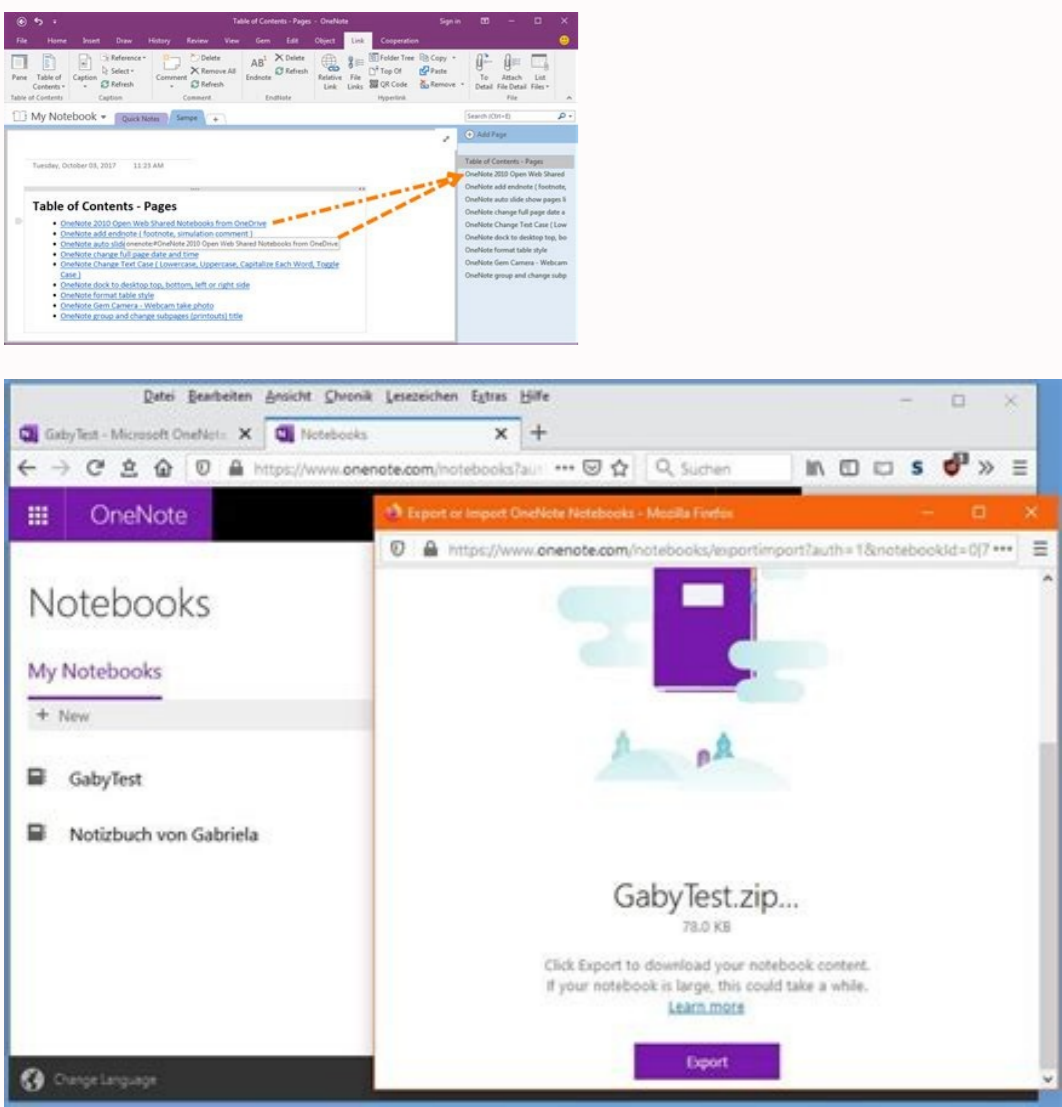 Table of Contents - Pages - OneNote
Sign in
File Home Insert Draw History Review View Gem Edit Object Link Cooperation
Reference
Delete
Delete
Folder Tree
Copy
AB
Select
Remove All
Refresh
Top Of
Paste
Pane
Table of Contents
Caption
Refresh
Comment
Refresh
Endnote
Relative Link
File Links
QR Code
Remove
To Detail
Attach File Detail
List Files
Table of Contents
Caption
Comment
EndNote
Hyperlink
File
My Notebook
Quick Notes
Sampe
Search (Ctrl+E)
Add Page
Tuesday, October 03, 2017 11:23 AM
Table of Contents - Pages
OneNote 2010 Open Web Shared Notebooks from OneDrive
OneNote add endnote ( footnote, simulation comment )
OneNote auto slid
onenote:#OneNote 2010 Open Web Shared Notebooks from OneDrive
OneNote change full page date and time
OneNote Change Text Case ( Lowercase, Uppercase, Capitalize Each Word, Toggle
Case )
OneNote dock to desktop top, bottom, left or right side
OneNote format table style
OneNote Gem Camera - Webcam take photo
OneNote group and change subpages (printouts) title
Table of Contents - Pages
OneNote 2010 Open Web Shared
OneNote add endnote ( footnote,
OneNote auto slide show pages li
OneNote change full page date a
OneNote Change Text Case ( Low
OneNote dock to desktop top, bo
OneNote format table style
OneNote Gem Camera - Webcam
OneNote group and change subp
Datei Bearbeiten Ansicht Chronik Lesezeichen Extras Hilfe
GabyTest - Microsoft OneNot
Notebooks
https://www.onenote.com/notebooks?au
Suchen
OneNote
Export or Import OneNote Notebooks - Mozilla Firefox
https://www.onenote.com/notebooks/exportimport?auth=1&notebookId=0|7
Notebooks
My Notebooks
+ New
GabyTest
Notizbuch von Gabriela
GabyTest.zip...
78.0 KB
Click Export to download your notebook content.
If your notebook is large, this could take a while.
Learn more
Export
Change Language